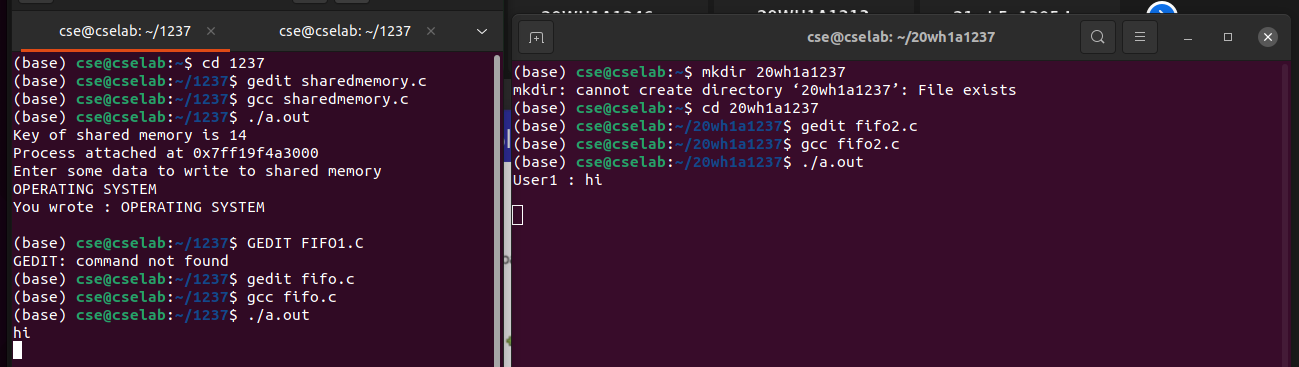 20WH1A1246
20WH1A1213
cse@cselab: ~/1237
cse@cselab: ~/1237
(base) cse@cselab:~$ cd 1237
(base) cse@cselab:~/1237$ gedit sharedmemory.c
(base) cse@cselab:~/1237$ gcc sharedmemory.c
(base) cse@cselab:~/1237$ ./a.out
Key of shared memory is 14
Process attached at 0x7ff19f4a3000
Enter some data to write to shared memory
OPERATING SYSTEM
You wrote : OPERATING SYSTEM
(base) cse@cselab:~/1237$ GEDIT FIFO1.C
GEDIT: command not found
(base) cse@cselab:~/1237$ gedit fifo.c
(base) cse@cselab:~/1237$ gcc fifo.c
(base) cse@cselab:~/1237$ ./a.out
hi
cse@cselab: ~/20wh1a1237
(base) cse@cselab:~$ mkdir 20wh1a1237
mkdir: cannot create directory ‘20wh1a1237’: File exists
(base) cse@cselab:~$ cd 20wh1a1237
(base) cse@cselab:~/20wh1a1237$ gedit fifo2.c
(base) cse@cselab:~/20wh1a1237$ gcc fifo2.c
(base) cse@cselab:~/20wh1a1237$ ./a.out
User1 : hi